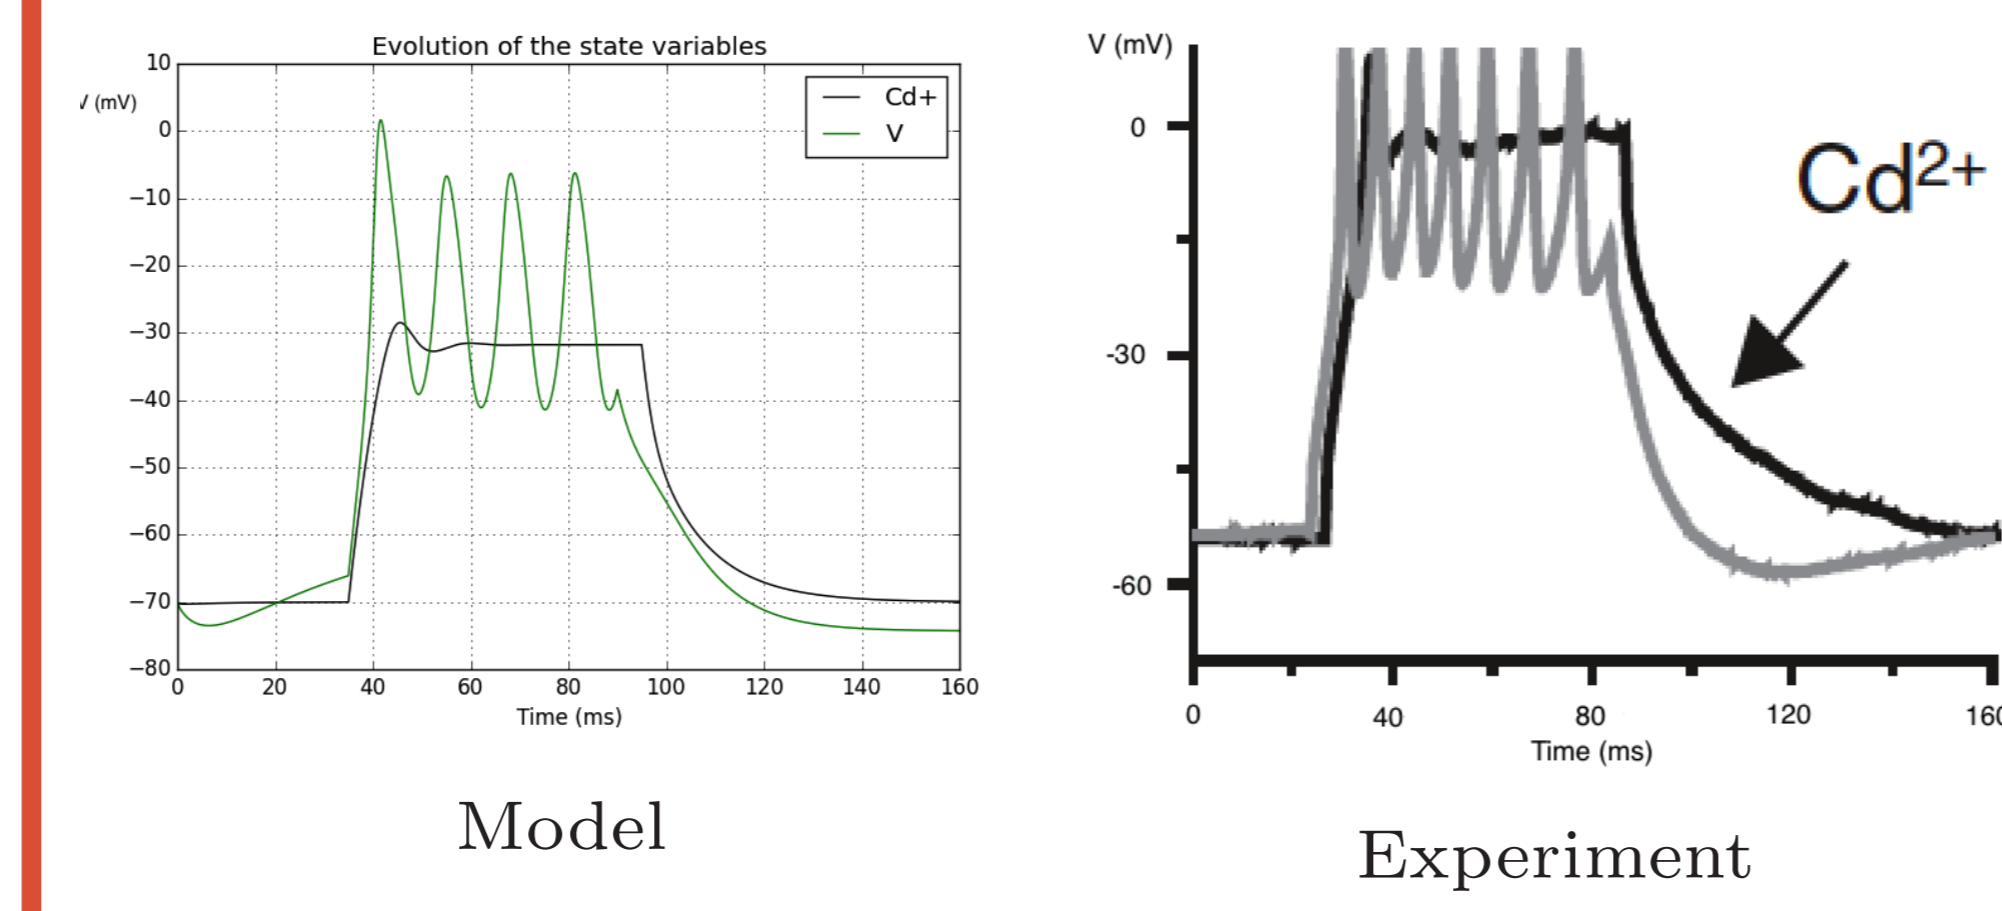 Evolution of the state variables
V (mV)
10
0
−10
−20
−30
−40
−50
−60
−70
−80
0 20 40 60 80 100 120 140 160
Time (ms)
Cd+
V
Model
V (mV)
0
-30
-60
0 40 80 120 160
Time (ms)
Cd²⁺
Experiment